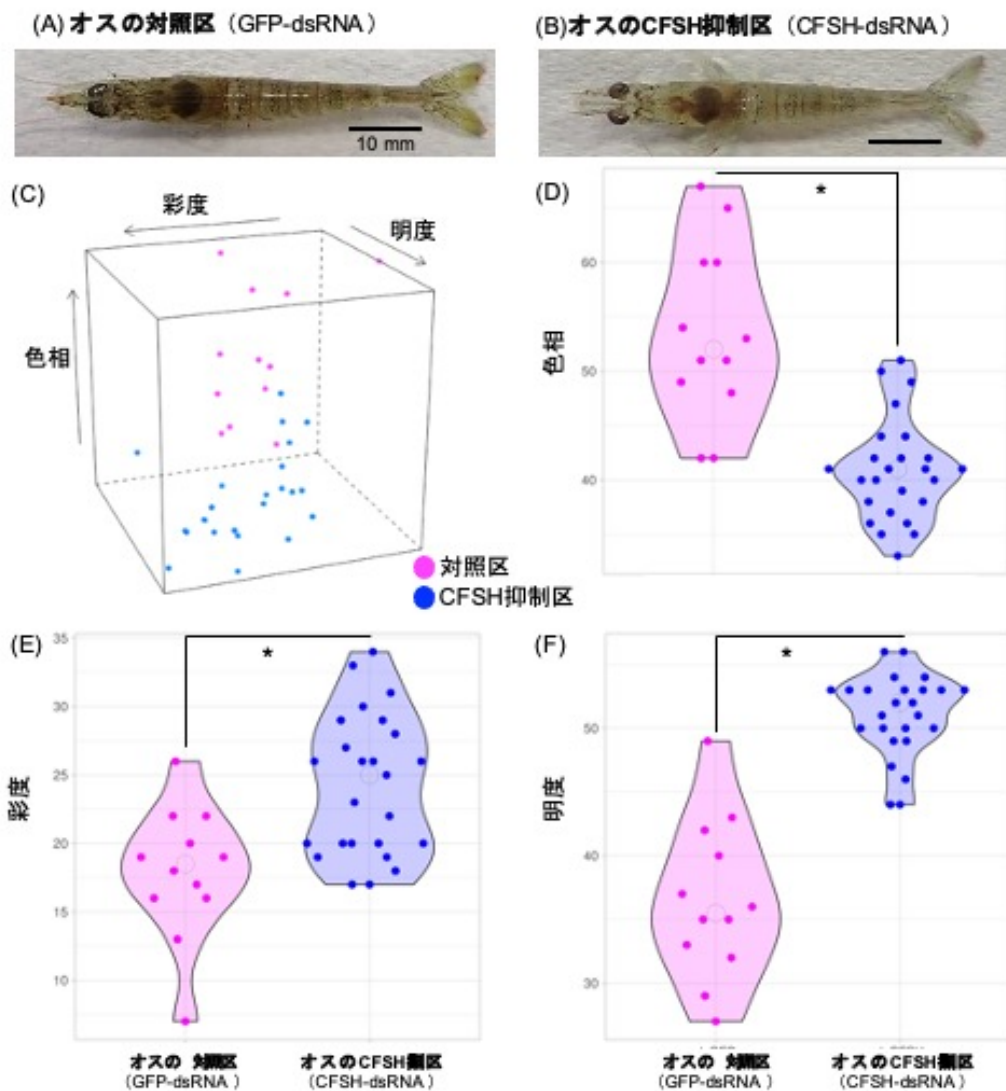 (A) オスの対照区（GFP-dsRNA）
(B)オスのCFSH抑制区（CFSH-dsRNA）
10 mm
(C)
彩度
明度
色相
対照区
CFSH抑制区
(D)
色相
60
50
40
(E)
彩度
35
30
25
20
15
10
*
オスの 対照区
(GFP-dsRNA )
オスのCFSH抑制区
(CFSH-dsRNA )
(F)
明度
50
40
30
*
オスの 対照区
(GFP-dsRNA )
オスのCFSH抑制区
(CFSH-dsRNA )
*